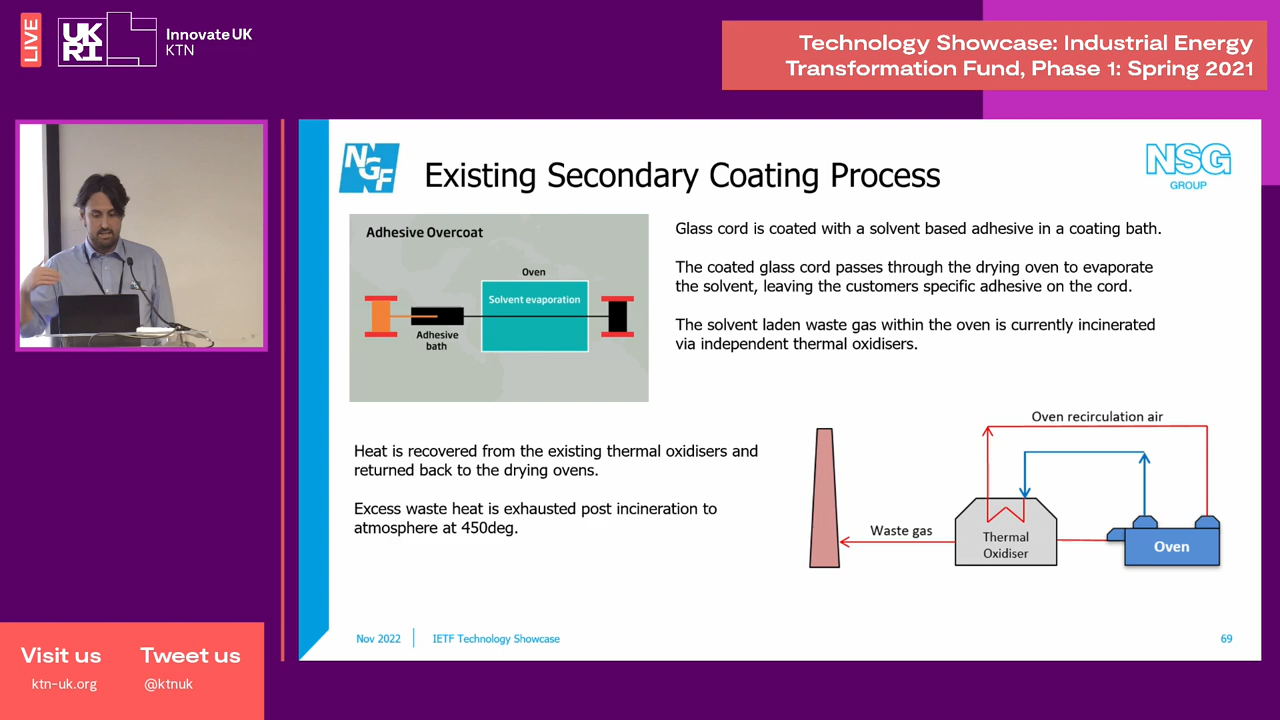 LIVE
UK
RI
Innovate UK
KTN
Technology Showcase: Industrial Energy
Transformation Fund, Phase 1: Spring 2021
NGF
Existing Secondary Coating Process
NSG
GROUP
Adhesive Overcoat
Oven
Solvent evaporation
Adhesive
bath
Glass cord is coated with a solvent based adhesive in a coating bath.
The coated glass cord passes through the drying oven to evaporate
the solvent, leaving the customers specific adhesive on the cord.
The solvent laden waste gas within the oven is currently incinerated
via independent thermal oxidisers.
Heat is recovered from the existing thermal oxidisers and
returned back to the drying ovens.
Excess waste heat is exhausted post incineration to
atmosphere at 450deg.
Oven recirculation air
Waste gas
Thermal
Oxidiser
Oven
Nov 2022
IETF Technology Showcase
69
Visit us
ktn-uk.org
Tweet us
@ktnuk